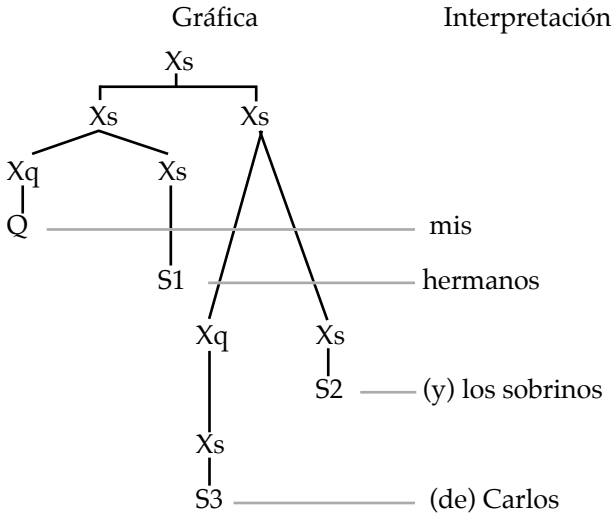 Gráfica Interpretación
Xs
Xs Xs
Xq Xs
Q mis
S1 hermanos
Xq Xs
S2 (y) los sobrinos
Xs
S3 (de) Carlos